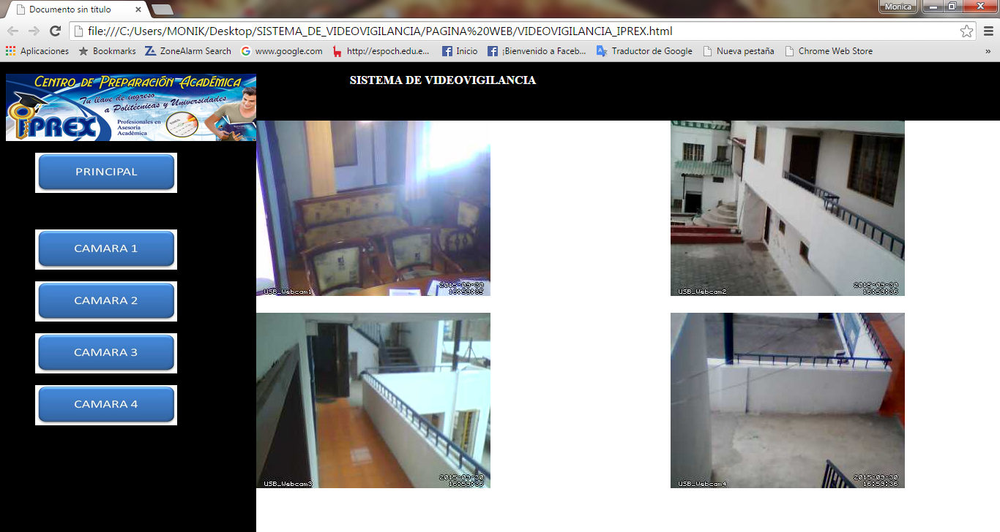 Documento sin título
Monica
file:///C:/Users/MONIK/Desktop/SISTEMA_DE_VIDEOVIGILANCIA/PAGINA%20WEB/VIDEOVIGILANCIA_IPREX.html
Aplicaciones Bookmarks ZoneAlarm Search www.google.com http://espoch.edu.e... Inicio ¡Bienvenido a Faceb... Traductor de Google Nueva pestaña Chrome Web Store »
CENTRO DE PREPARACIÓN ACADÉMICA
Tu llave de ingreso
a Politécnicas y Universidades
IPREX
Profesionales en
Asesoría
Académica
SISTEMA DE VIDEOVIGILANCIA
PRINCIPAL
CAMARA 1
CAMARA 2
CAMARA 3
CAMARA 4
2015-09-30
USB_Webcam1 16:59:35
2015-09-30
USB_Webcam2 16:59:36
2015-09-30
USB_Webcam3 16:59:36
2015-09-30
USB_Webcam4 16:59:36